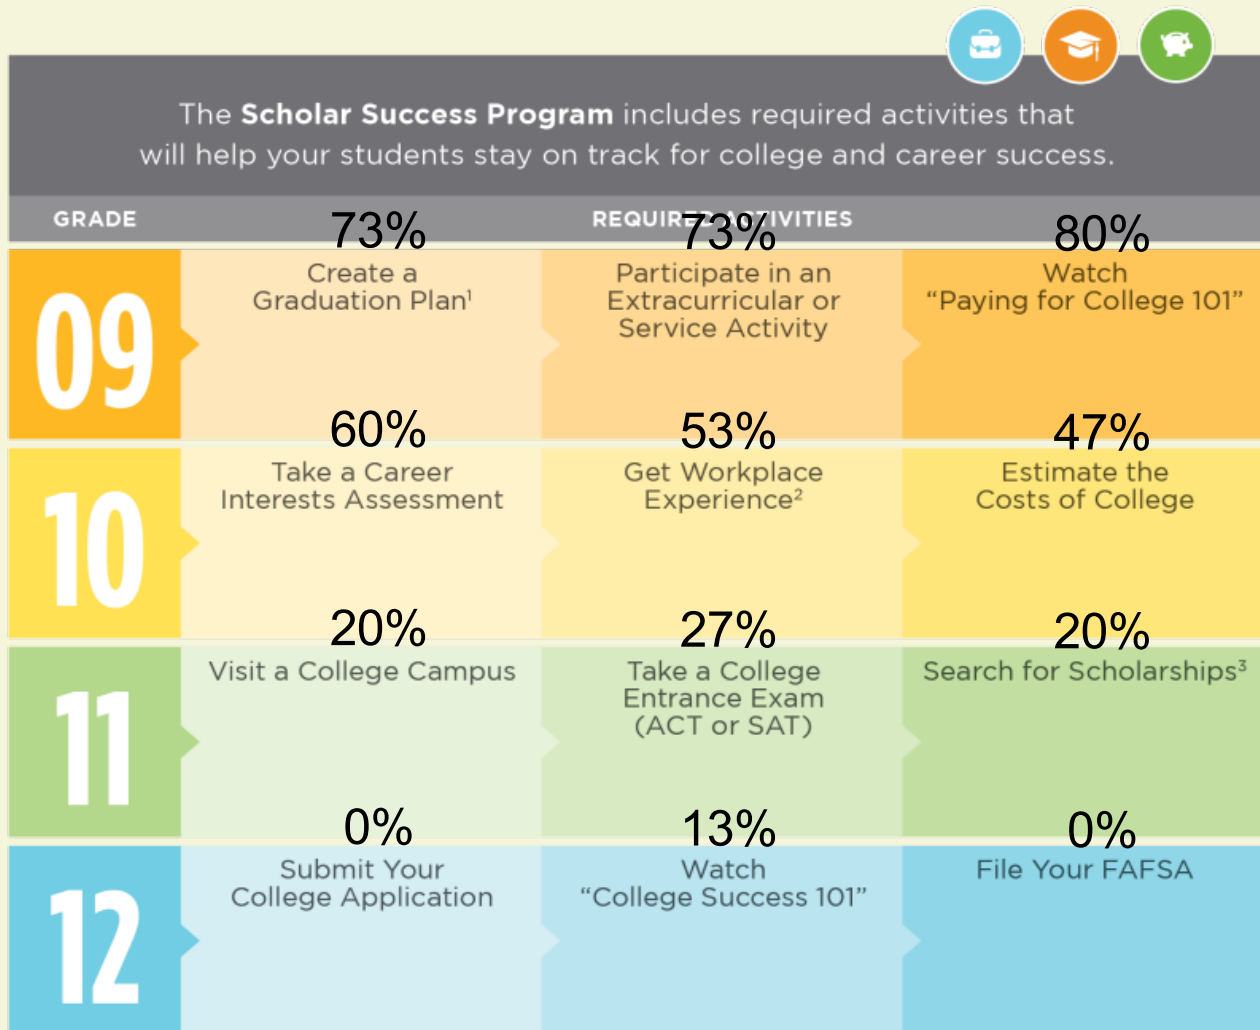 The Scholar Success Program includes required activities that
will help your students stay on track for college and career success.
GRADE
REQUIRED ACTIVITIES
73%
73%
80%
09
Create a
Graduation Plan¹
Participate in an
Extracurricular or
Service Activity
Watch
“Paying for College 101”
60%
53%
47%
10
Take a Career
Interests Assessment
Get Workplace
Experience²
Estimate the
Costs of College
20%
27%
20%
11
Visit a College Campus
Take a College
Entrance Exam
(ACT or SAT)
Search for Scholarships³
0%
13%
0%
12
Submit Your
College Application
Watch
“College Success 101”
File Your FAFSA